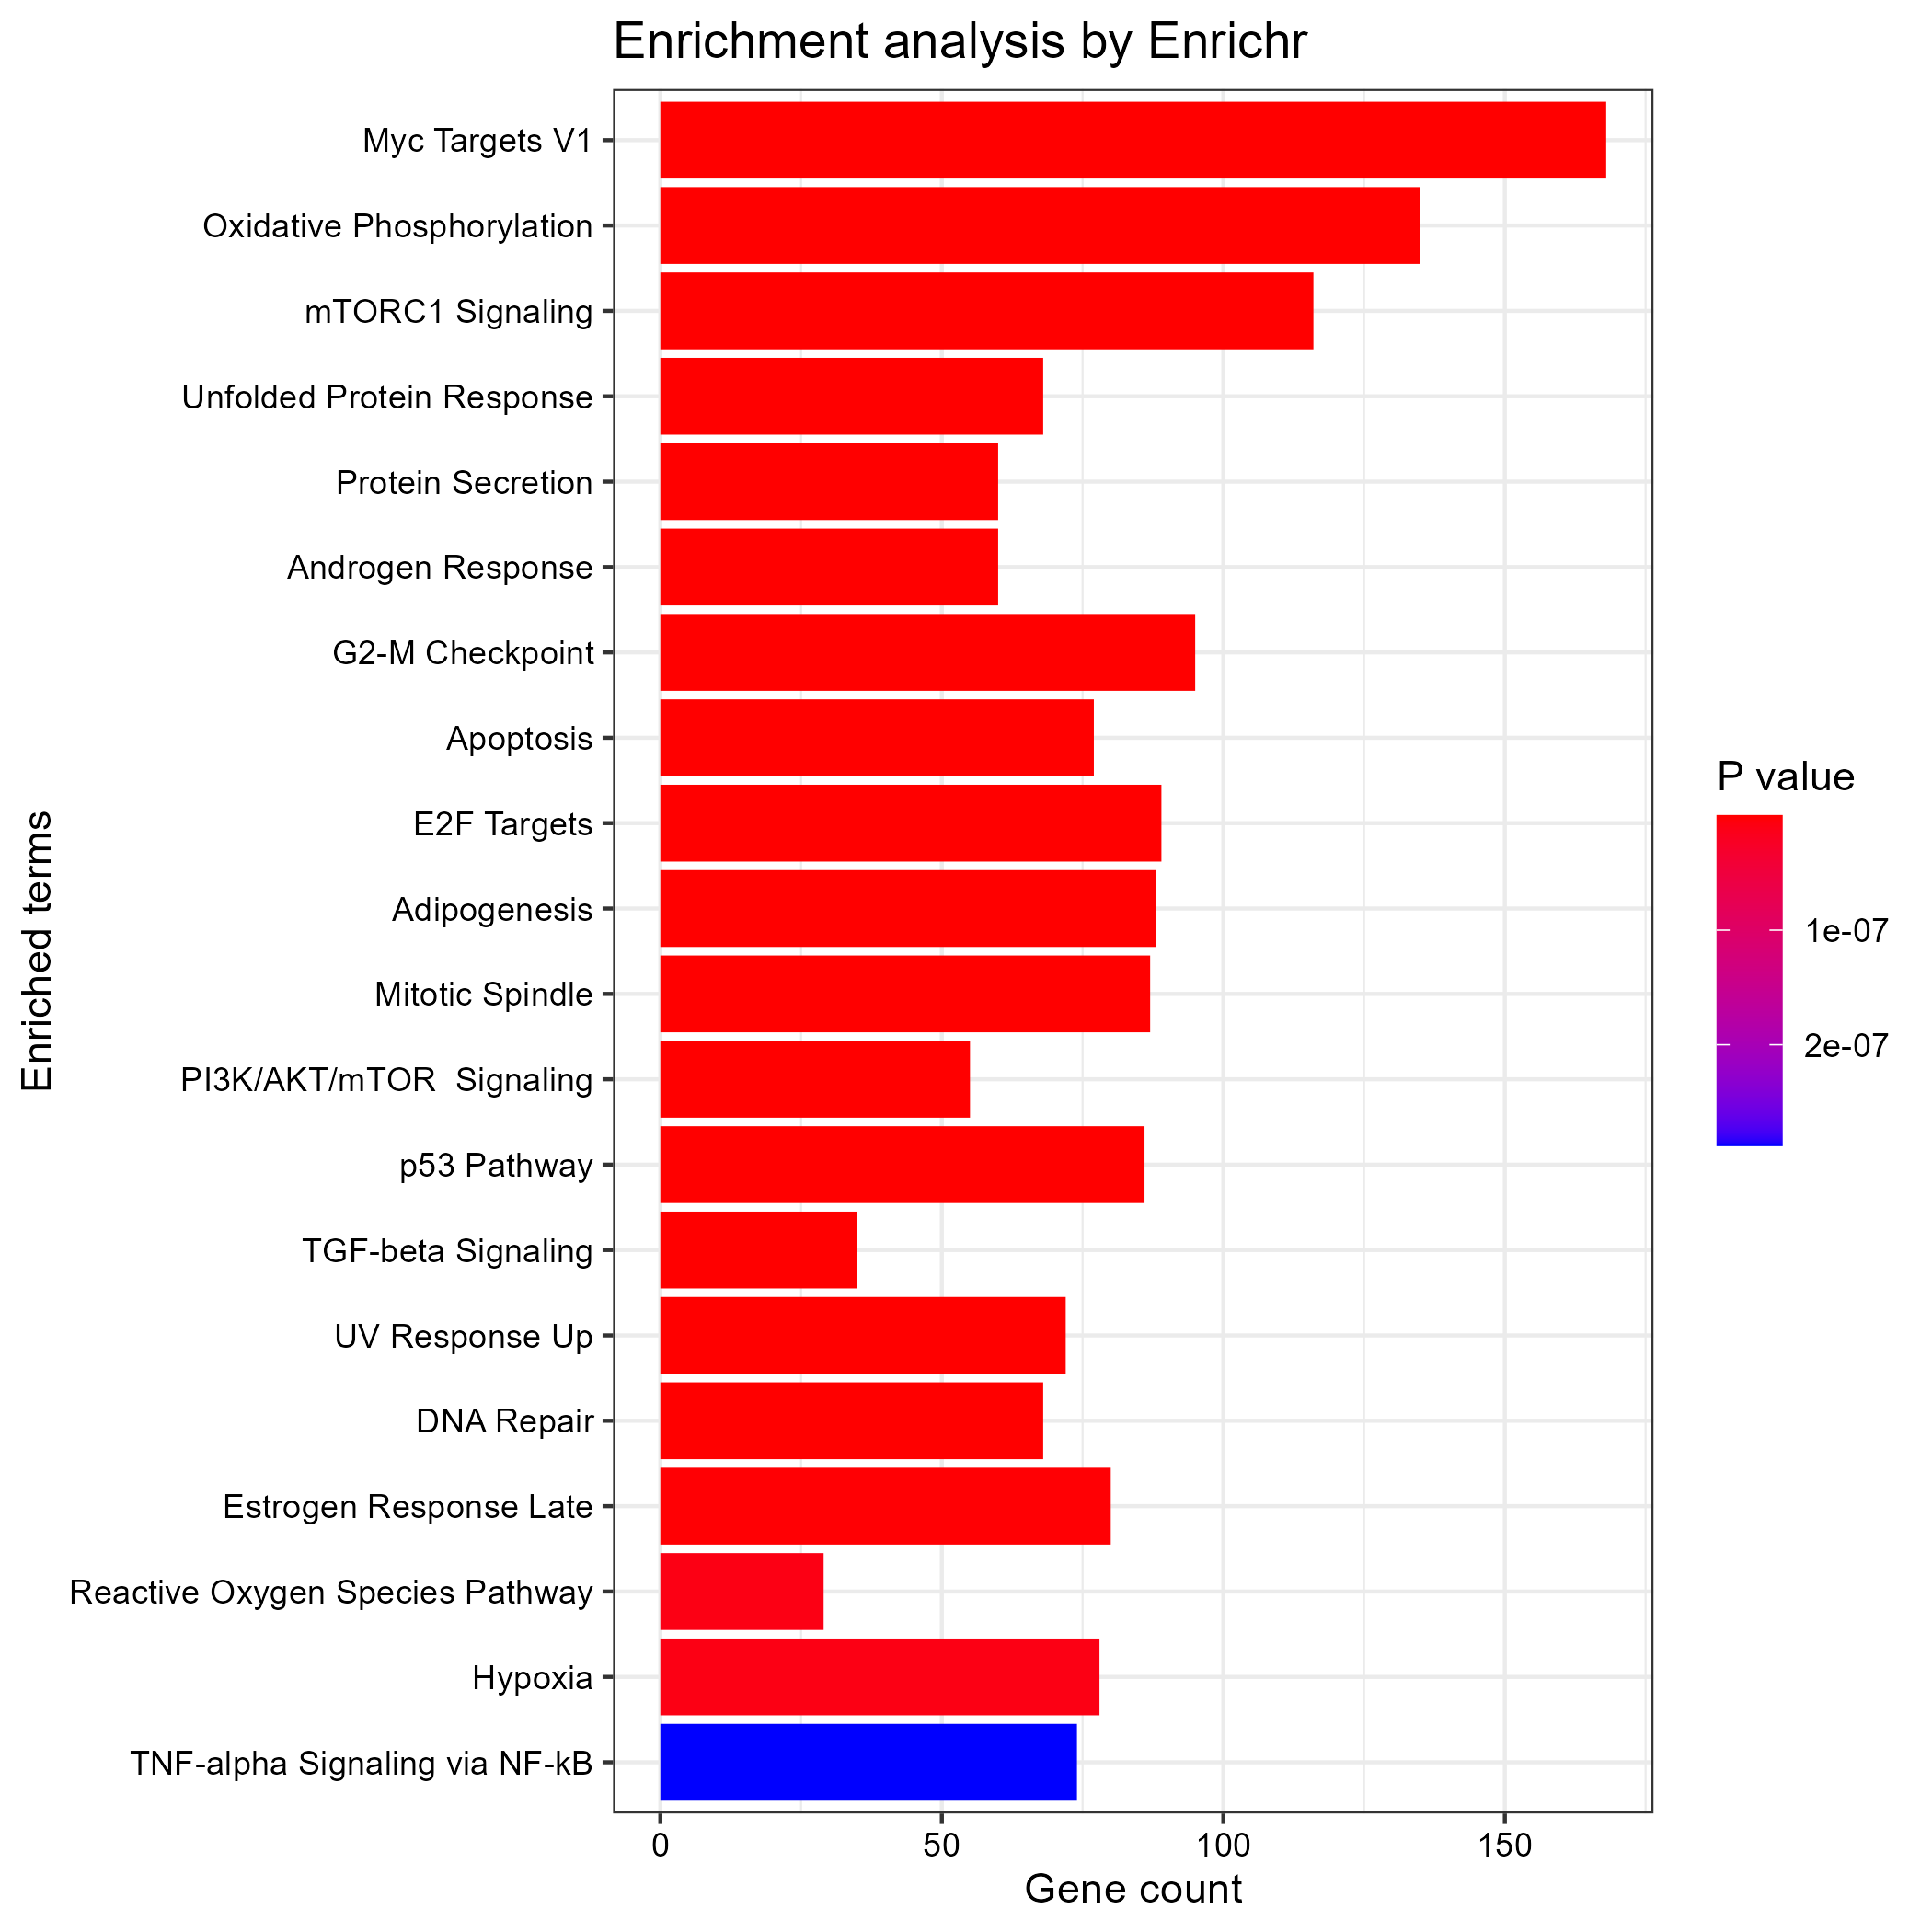 Enrichment analysis by Enrichr
Enriched terms
Myc Targets V1
Oxidative Phosphorylation
mTORC1 Signaling
Unfolded Protein Response
Protein Secretion
Androgen Response
G2-M Checkpoint
Apoptosis
E2F Targets
Adipogenesis
Mitotic Spindle
PI3K/AKT/mTOR  Signaling
p53 Pathway
TGF-beta Signaling
UV Response Up
DNA Repair
Estrogen Response Late
Reactive Oxygen Species Pathway
Hypoxia
TNF-alpha Signaling via NF-kB
0 50 100 150
Gene count
P value
1e-07
2e-07